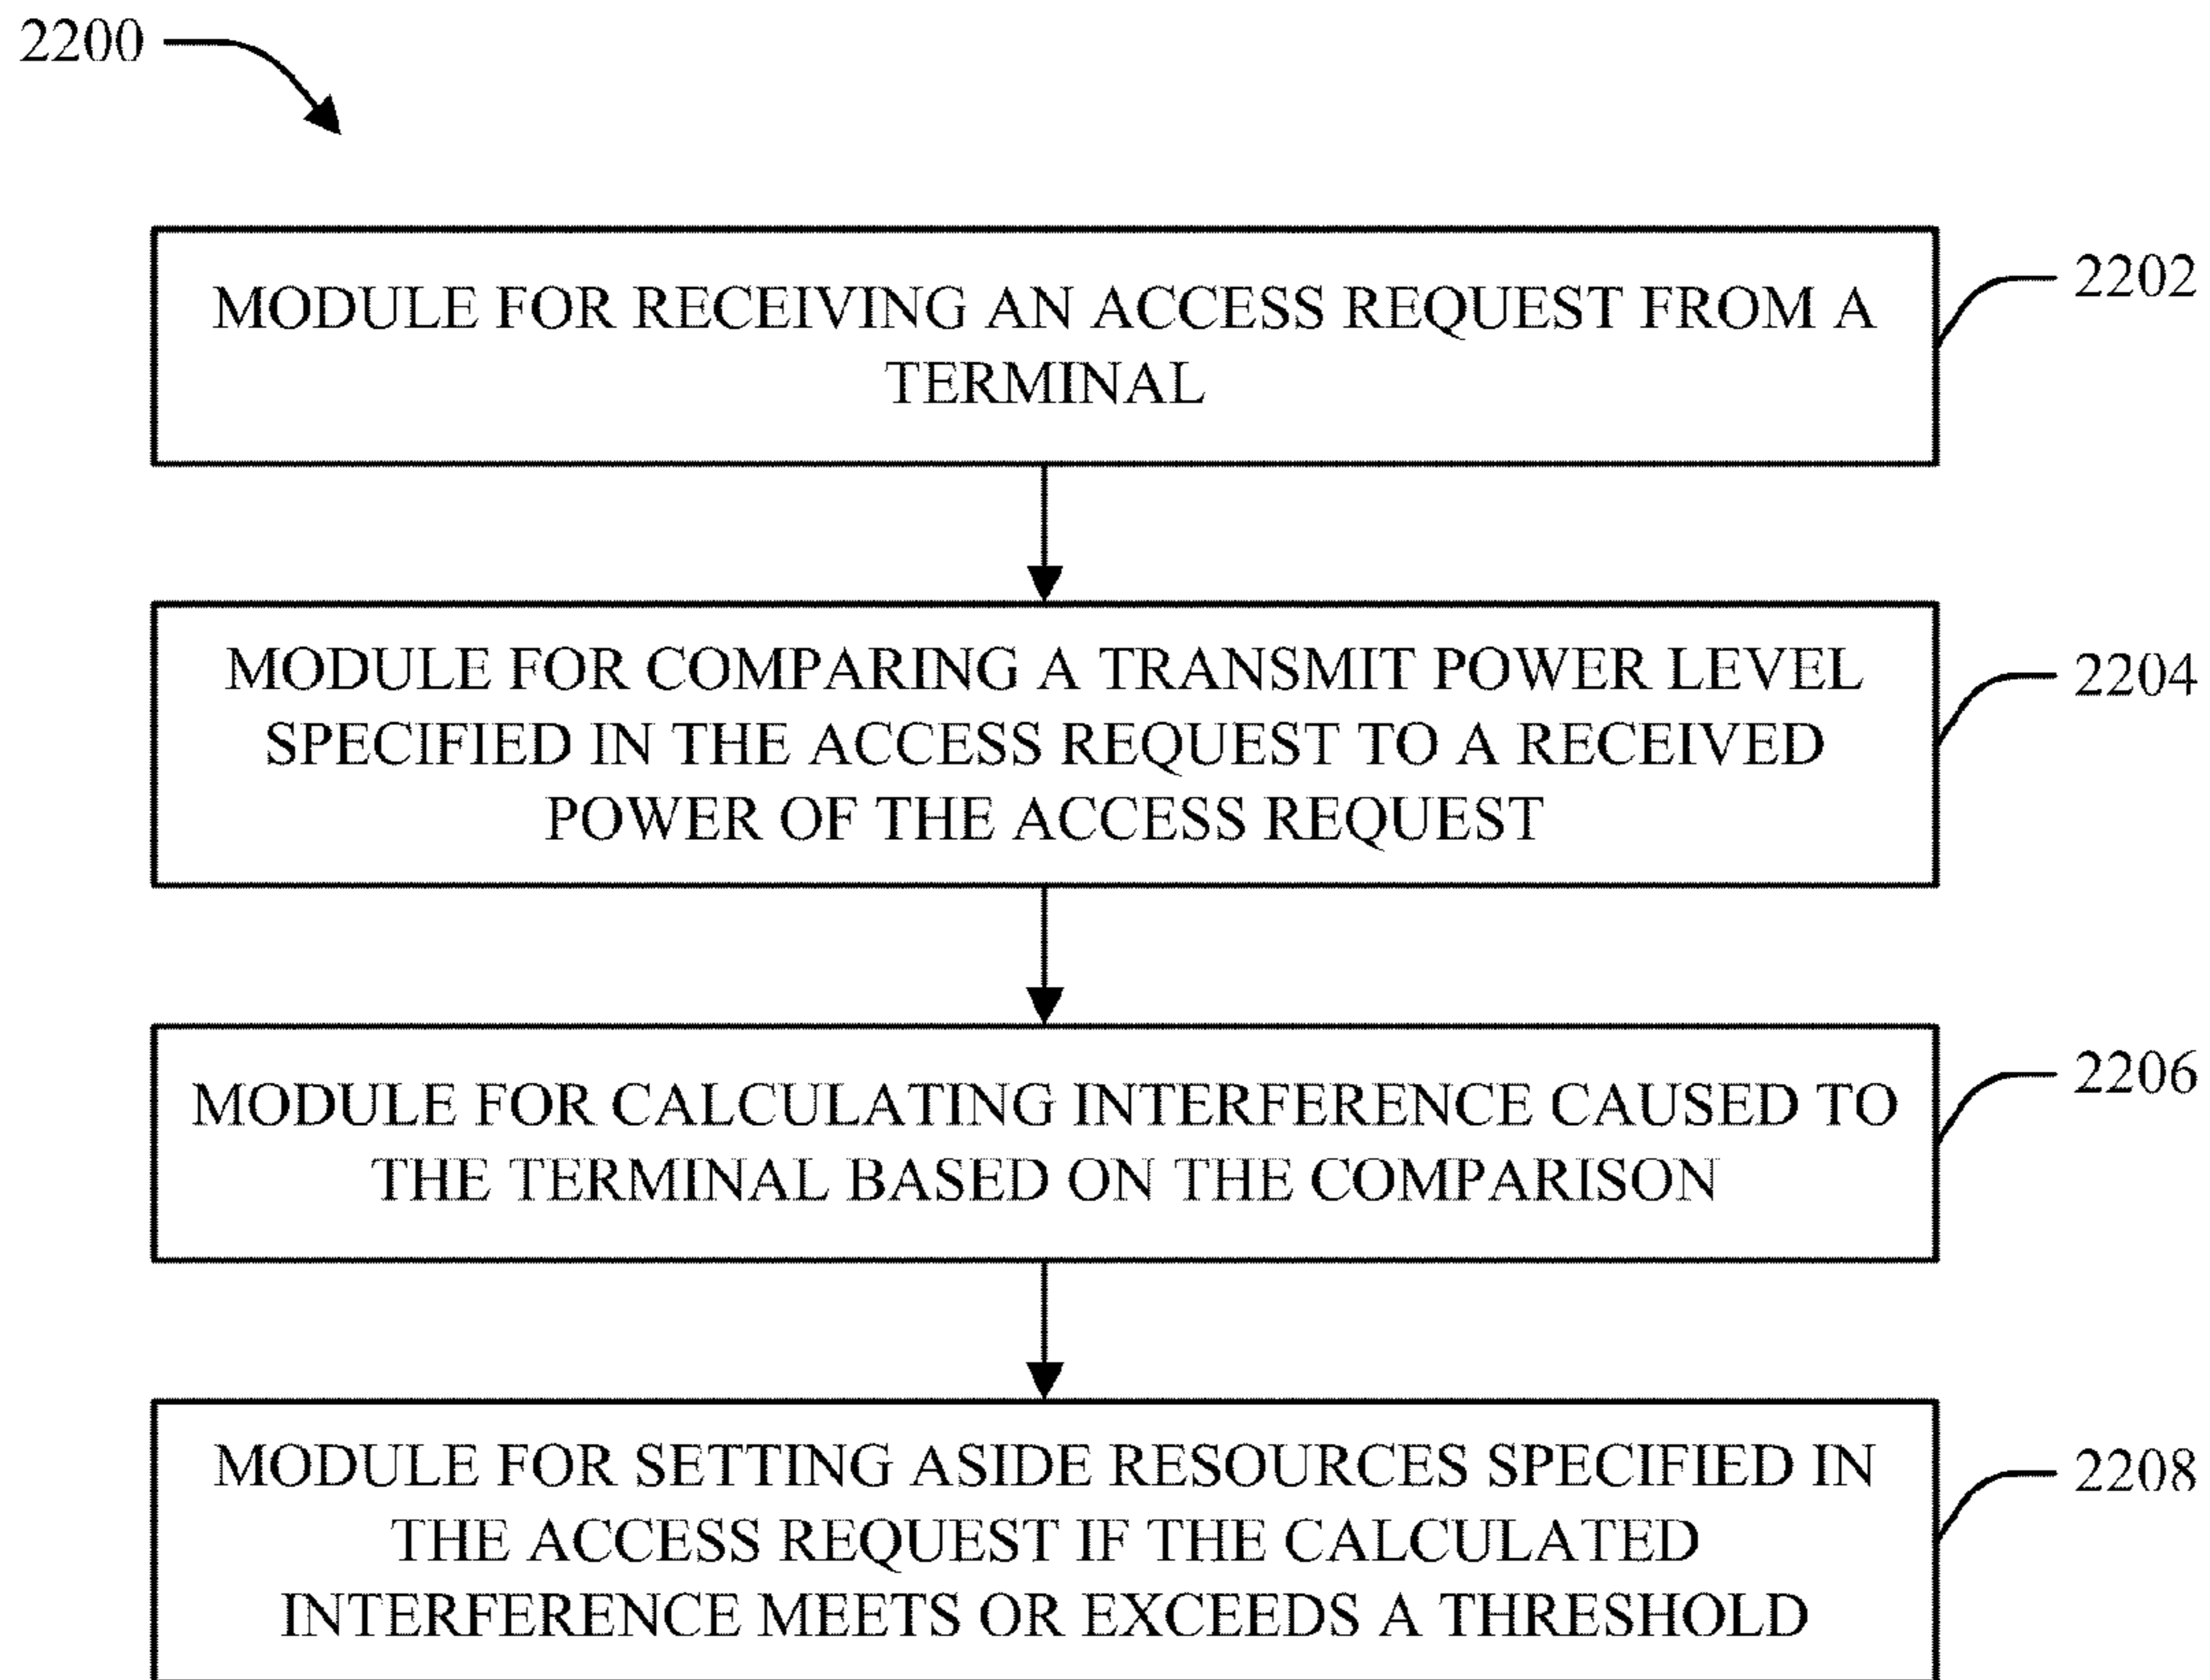 2200
MODULE FOR RECEIVING AN ACCESS REQUEST FROM A
TERMINAL
2202
MODULE FOR COMPARING A TRANSMIT POWER LEVEL
SPECIFIED IN THE ACCESS REQUEST TO A RECEIVED
POWER OF THE ACCESS REQUEST
2204
MODULE FOR CALCULATING INTERFERENCE CAUSED TO
THE TERMINAL BASED ON THE COMPARISON
2206
MODULE FOR SETTING ASIDE RESOURCES SPECIFIED IN
THE ACCESS REQUEST IF THE CALCULATED
INTERFERENCE MEETS OR EXCEEDS A THRESHOLD
2208